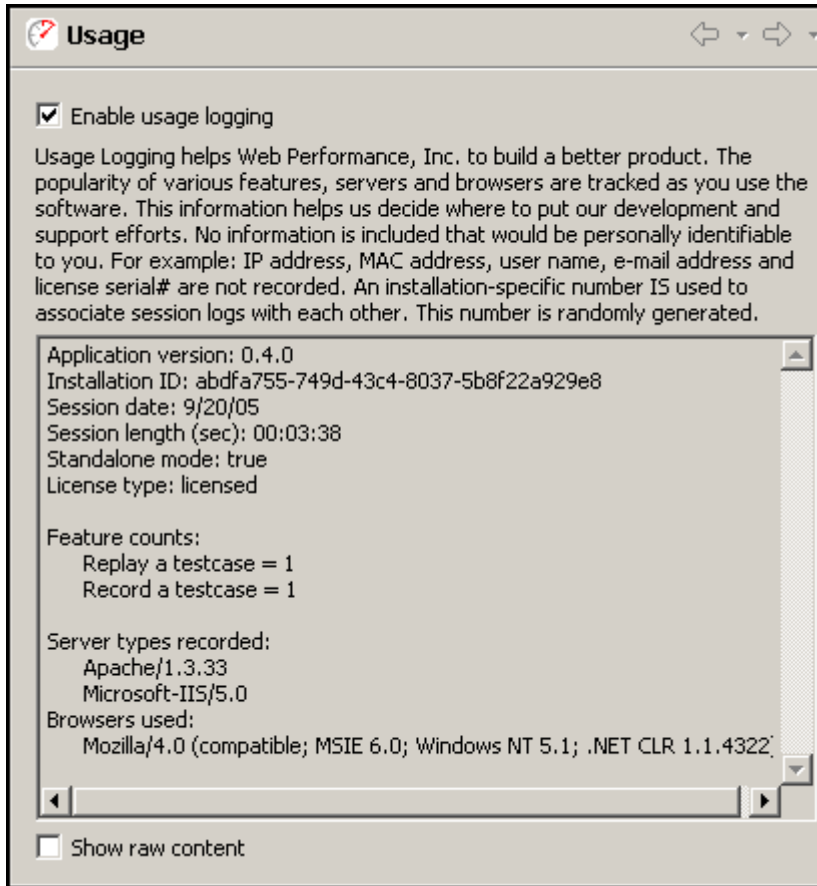 Usage
Enable usage logging
Usage Logging helps Web Performance, Inc. to build a better product. The
popularity of various features, servers and browsers are tracked as you use the
software. This information helps us decide where to put our development and
support efforts. No information is included that would be personally identifiable
to you. For example: IP address, MAC address, user name, e-mail address and
license serial# are not recorded. An installation-specific number IS used to
associate session logs with each other. This number is randomly generated.
Application version: 0.4.0
Installation ID: abdfa755-749d-43c4-8037-5b8f22a929e8
Session date: 9/20/05
Session length (sec): 00:03:38
Standalone mode: true
License type: licensed
Feature counts:
Replay a testcase = 1
Record a testcase = 1
Server types recorded:
Apache/1.3.33
Microsoft-IIS/5.0
Browsers used:
Mozilla/4.0 (compatible; MSIE 6.0; Windows NT 5.1; .NET CLR 1.1.4322)
Show raw content